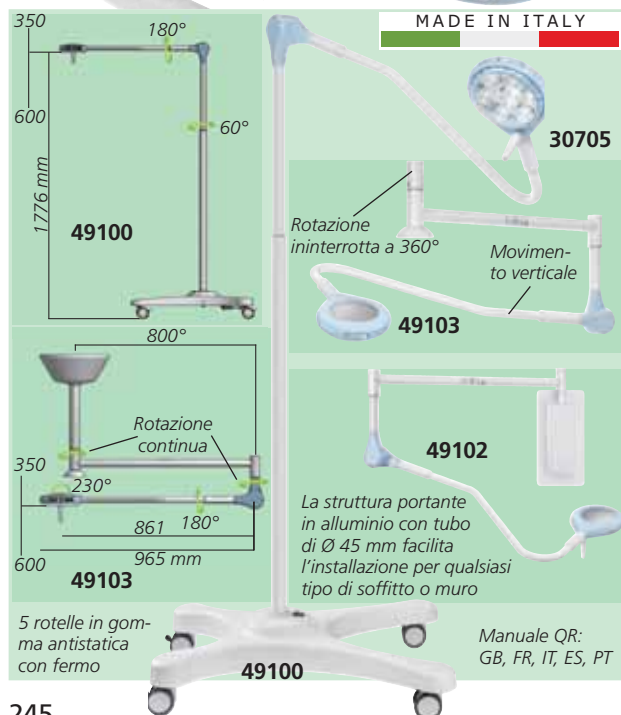 MADE IN ITALY
350
180°
600
60°
1776 mm
49100
30705
Rotazione
ininterrotta a 360°
Movimen-
to verticale
49103
800°
Rotazione
continua
350
230°
861
180°
965 mm
600
49103
49102
La struttura portante
in alluminio con tubo
di Ø 45 mm facilita
l'installazione per qualsiasi
tipo di soffitto o muro
5 rotelle in gom-
ma antistatica
con fermo
49100
Manuale QR:
GB, FR, IT, ES, PT
245